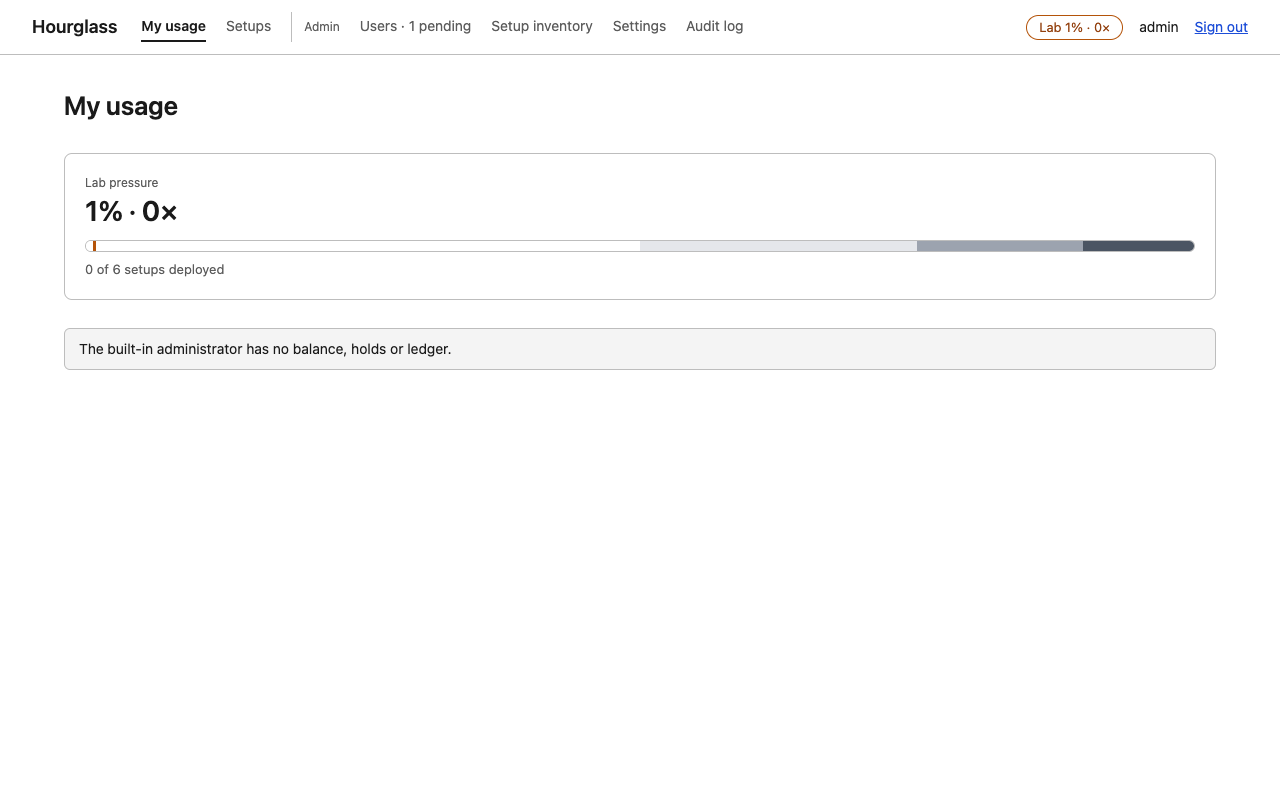 Hourglass My usage Setups Admin Users · 1 pending Setup inventory Settings Audit log Lab 1% · 0× admin Sign out
My usage
Lab pressure
1% · 0×
0 of 6 setups deployed
The built-in administrator has no balance, holds or ledger.